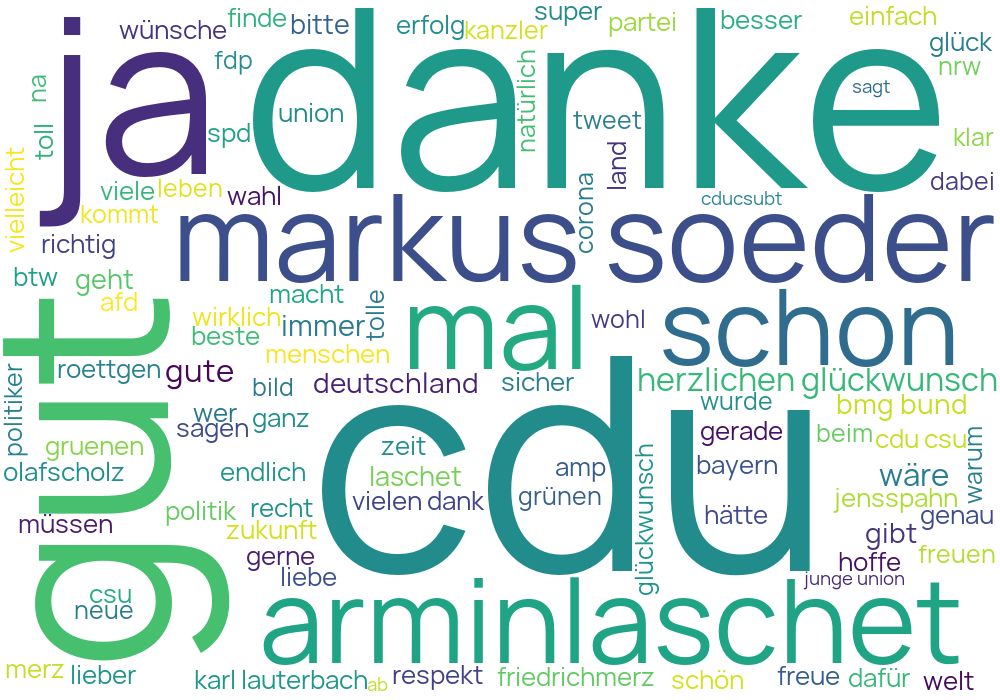 finde
bitte
erfolg
super
partei
besser
einfach
wünsche
kanzler
glück
ja
danke
fdp
nrw
na
toll
union
spd
natürlich
tweet
sagt
klar
land
vielleicht
viele
leben
wahl
dabei
kommt
corona
cducsubt
richtig
markus soeder
btw
geht
afd
macht
tolle
mal
schon
wirklich
immer
wohl
beste
menschen
gut
roettgen
gute
bild
deutschland
sicher
herzlichen glückwunsch
politiker
wer
sagen
ganz
cdu
wurde
bmg bund
gruenen
zeit
gerade
beim
cdu csu
warum
olafscholz
endlich
laschet
amp
bayern
wäre
vielen dank
grünen
jensspahn
müssen
politik
recht
glückwunsch
hätte
genau
zukunft
gibt
gerne
hoffe
freuen
liebe
junge union
csu
neue
arminlaschet
merz
lieber
karl lauterbach
ab
respekt
friedrichmerz
schön
freue
dafür
welt